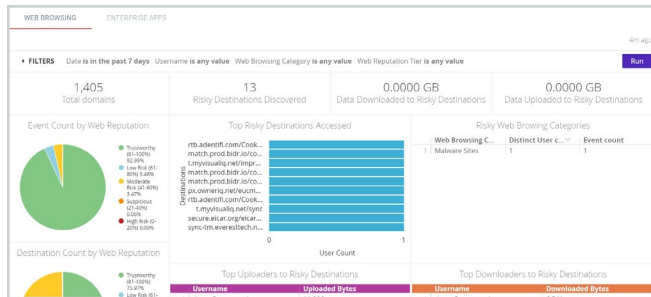 WEB BROWSING
ENTERPRISE APPS
4m ago
FILTERS Date is in the past 7 days Username is any value Web Browsing Category is any value Web Reputation Tier is any value
Run
1,405
Total domains
13
Risky Destinations Discovered
0.0000 GB
Data Downloaded to Risky Destinations
0.0000 GB
Data Uploaded to Risky Destinations
Event Count by Web Reputation
Trustworthy
(81-100%)
92.98%
Low Risk (61-
80%) 3.48%
Moderate
Risk (41-60%)
3.47%
Suspicious
(21-40%)
0.06%
High Risk (0-
20%) 0.00%
Top Risky Destinations Accessed
Destinations
rtb.adentifi.com/Cook...
match.prod.bidr.io/co...
t.myvisualiq.net/impr...
match.prod.bidr.io/co...
match.prod.bidr.io/co...
px.owneriq.net/eucm...
rtb.adentifi.com/Cook...
t.myvisualiq.net/sync
secure.eicar.org/eicar...
sync-tm.everesttech.n...
0 1
User Count
Risky Web Browing Categories
Web Browsing C... Distinct User c... Event count
1 Malware Sites 1 1
Destination Count by Web Reputation
Trustworthy
(81-100%)
75.97%
Low Risk (61-
Top Uploaders to Risky Destinations
Username Uploaded Bytes
Top Downloaders to Risky Destinations
Username Downloaded Bytes